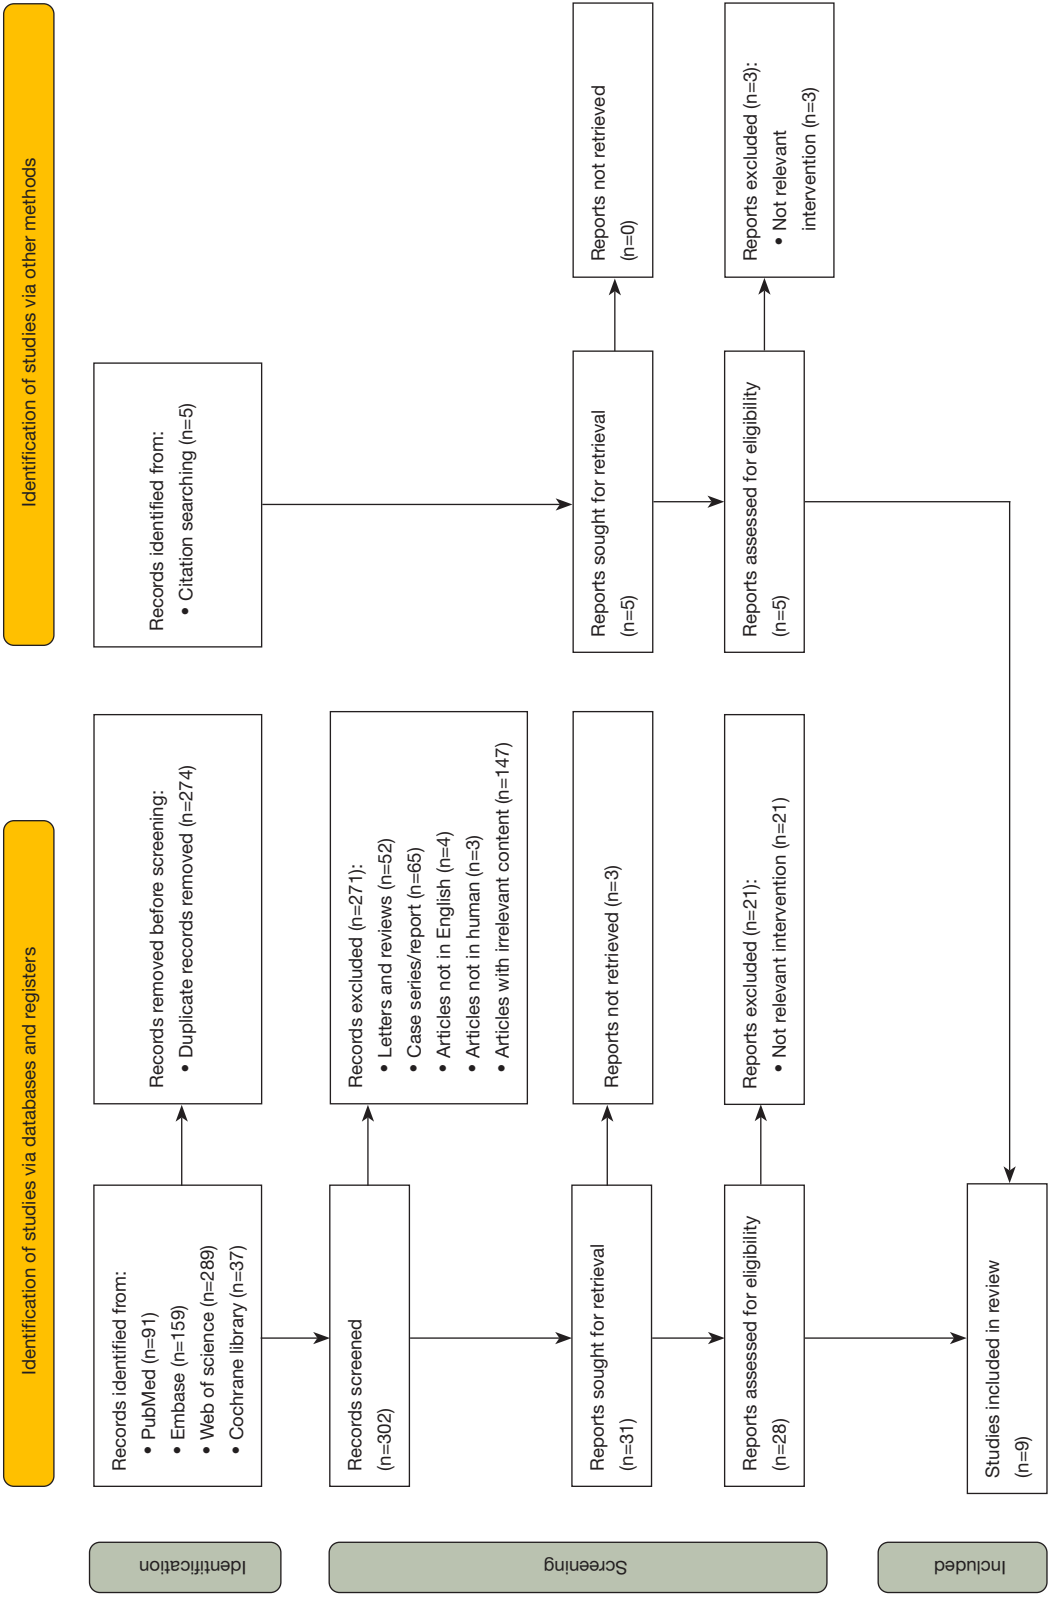 Identification of studies via databases and registers
Identification of studies via other methods
Identification
Records identified from:
• PubMed (n=91)
• Embase (n=159)
• Web of science (n=289)
• Cochrane library (n=37)
Records removed before screening:
• Duplicate records removed (n=274)
Records identified from:
• Citation searching (n=5)
Screening
Records screened
(n=302)
Records excluded (n=271):
• Letters and reviews (n=52)
• Case series/report (n=65)
• Articles not in English (n=4)
• Articles not in human (n=3)
• Articles with irrelevant content (n=147)
Reports sought for retrieval
(n=31)
Reports not retrieved (n=3)
Reports sought for retrieval
(n=5)
Reports not retrieved
(n=0)
Reports assessed for eligibility
(n=28)
Reports excluded (n=21):
• Not relevant intervention (n=21)
Reports assessed for eligibility
(n=5)
Reports excluded (n=3):
• Not relevant
intervention (n=3)
Included
Studies included in review
(n=9)